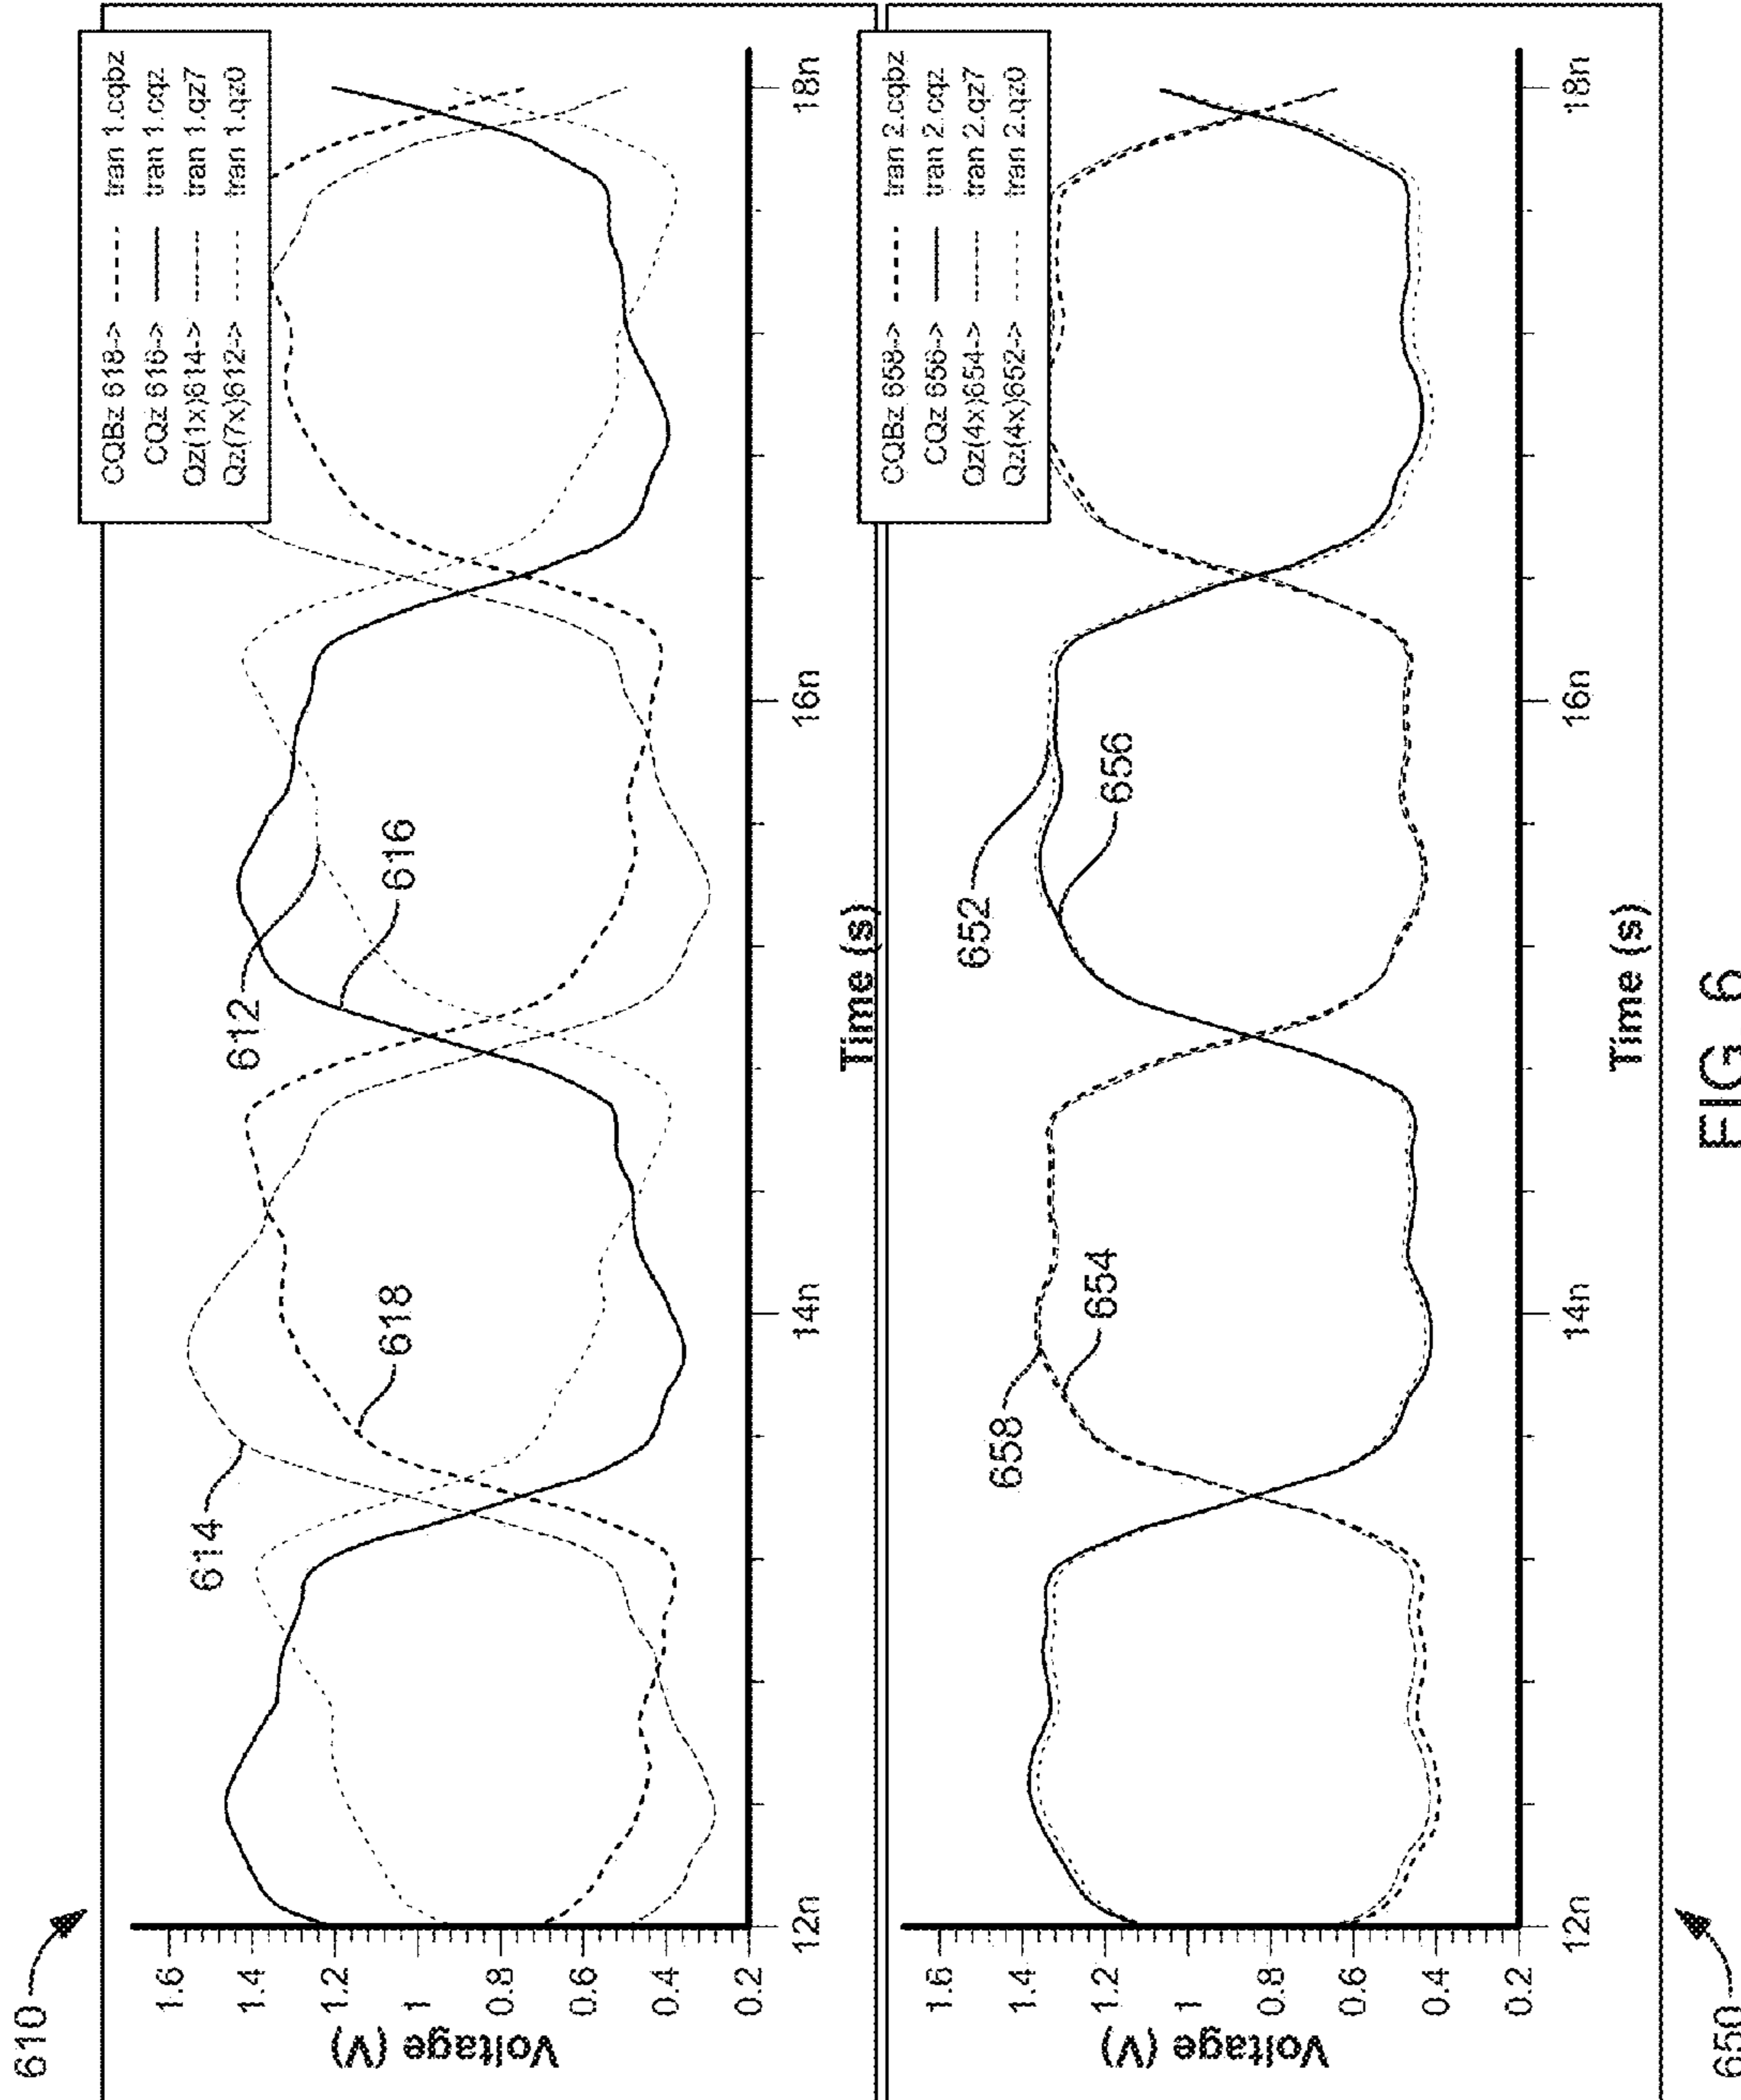 610
CQBz 618-> tran 1.cqbz
CQz 616-> tran 1.cqz
Qz(1x)614-> tran 1.qz7
Qz(7x)612-> tran 1.qz0
Voltage (V)
1.6
1.4
1.2
1
0.8
0.6
0.4
0.2
614
618
612
616
12n
14n
16n
18n
Time (s)
CQBz 658-> tran 2.cqbz
CQz 656-> tran 2.cqz
Qz(4x)654-> tran 2.qz7
Qz(4x)652-> tran 2.qz0
Voltage (V)
1.6
1.4
1.2
1
0.8
0.6
0.4
0.2
658
654
652
656
12n
14n
16n
18n
Time (s)
650
FIG. 6